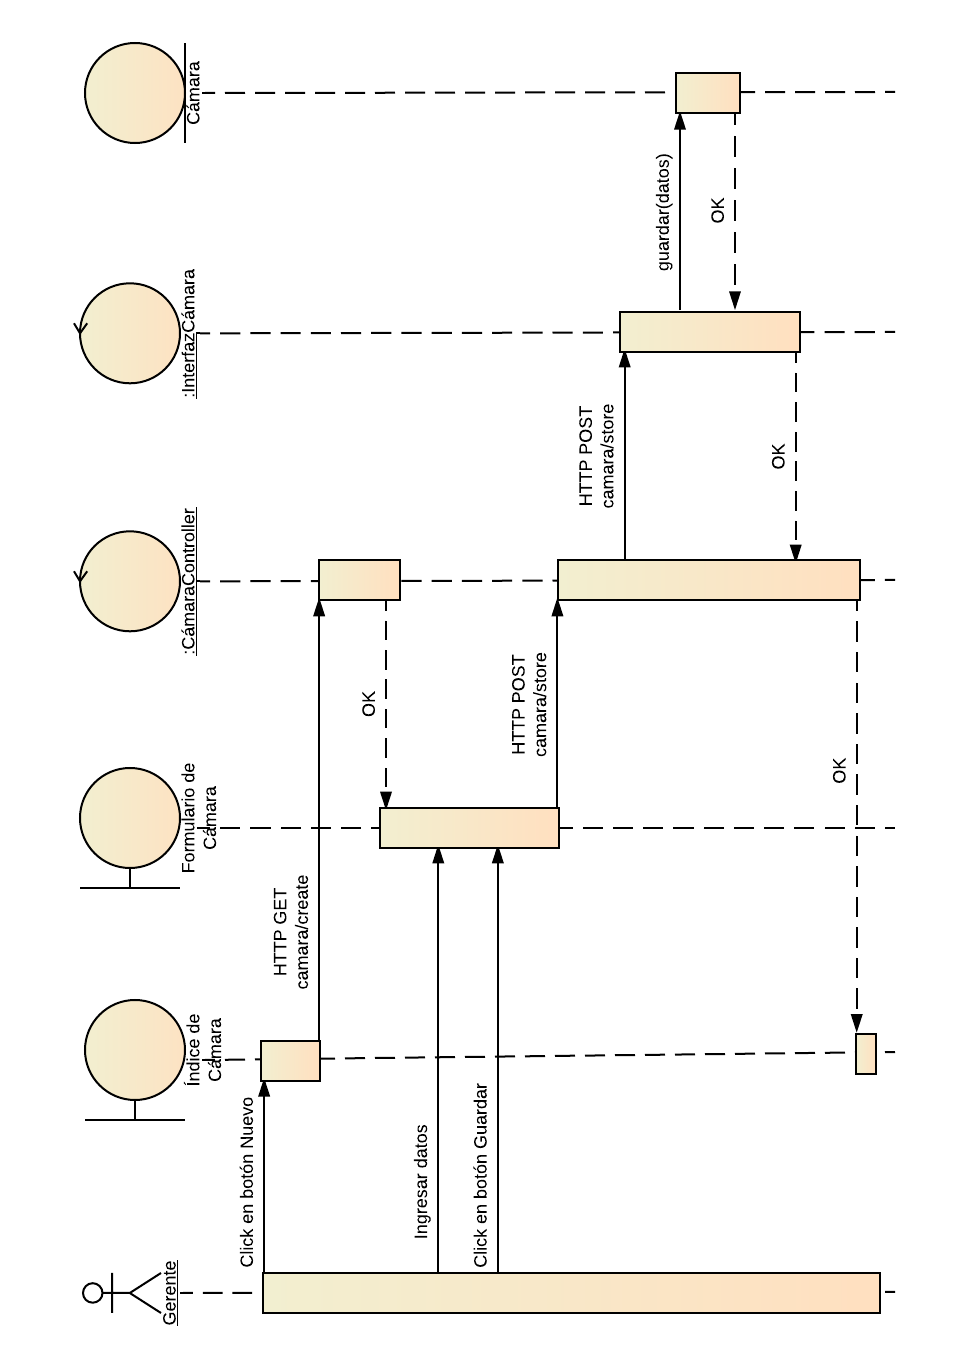 Gerente
Índice de
Cámara
Formulario de
Cámara
:CámaraController
:InterfazCámara
Cámara
Click en botón Nuevo
HTTP GET
camara/create
OK
Ingresar datos
Click en botón Guardar
HTTP POST
camara/store
HTTP POST
camara/store
guardar(datos)
OK
OK
OK